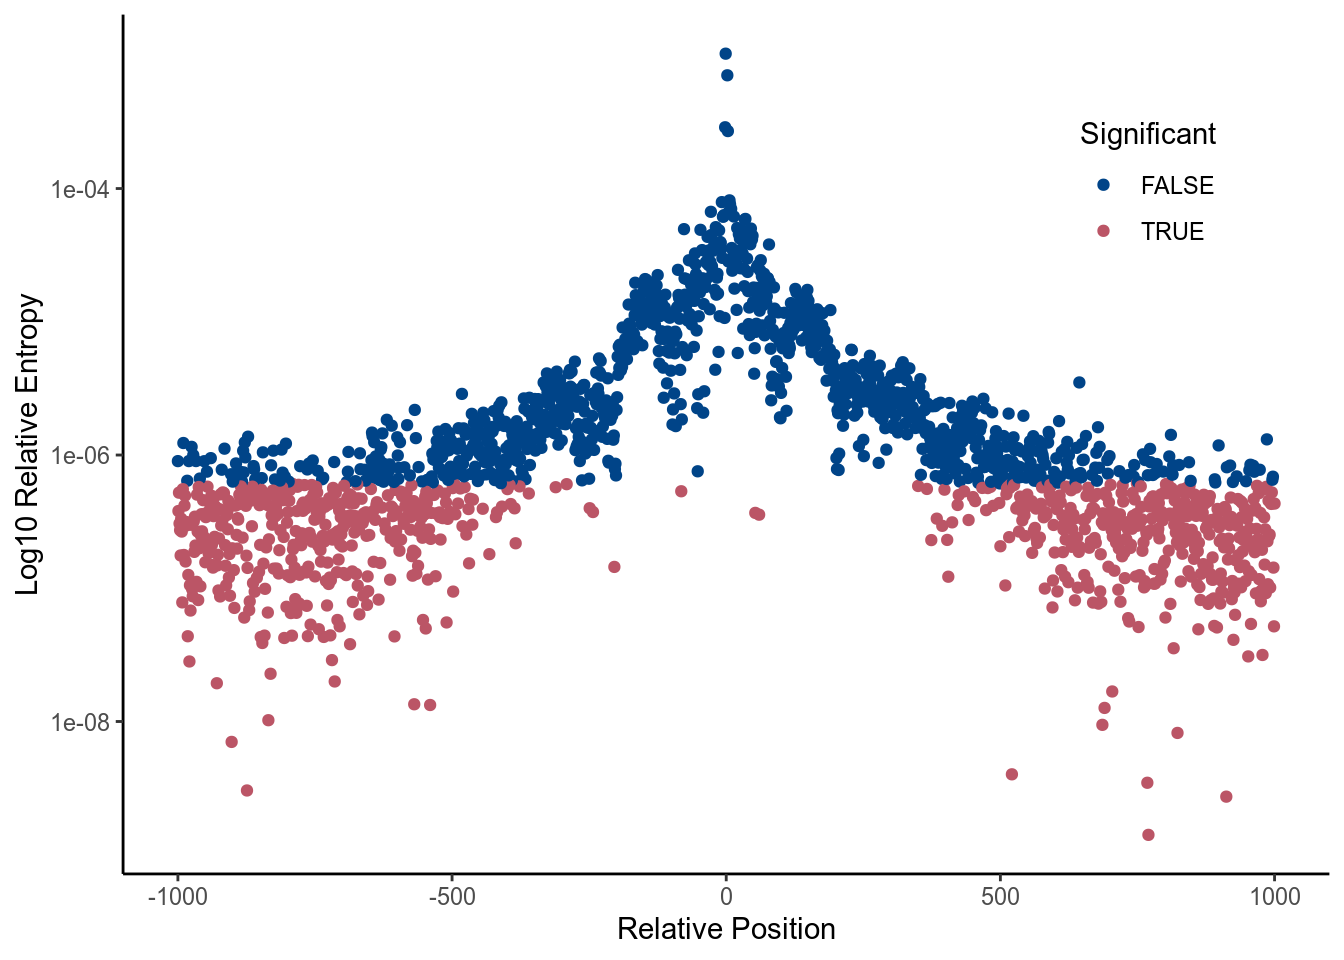 Significant
FALSE
TRUE
1e-04
1e-06
1e-08
Log10 Relative Entropy
-1000
-500
0
500
1000
Relative Position